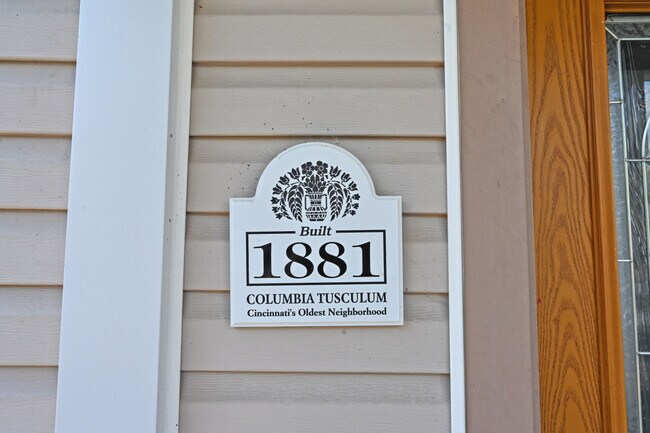 Built
1881
COLUMBIA TUSCULUM
Cincinnati's Oldest Neighborhood